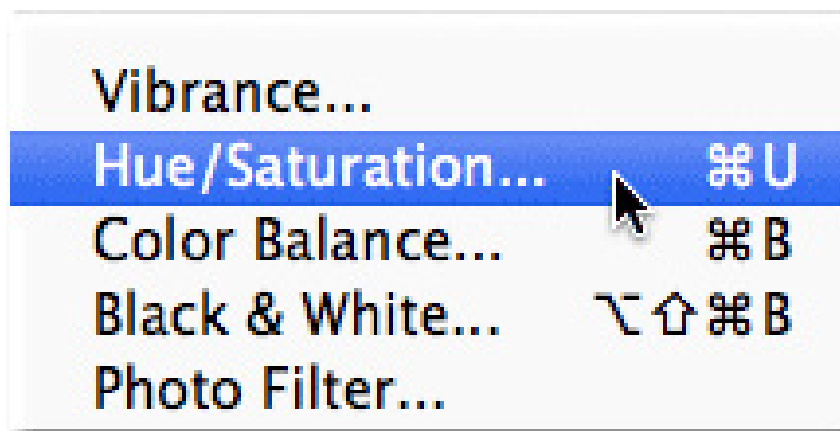 Vibrance...
Hue/Saturation... ⌘U
Color Balance... ⌘B
Black & White... ⌥⇧⌘B
Photo Filter...